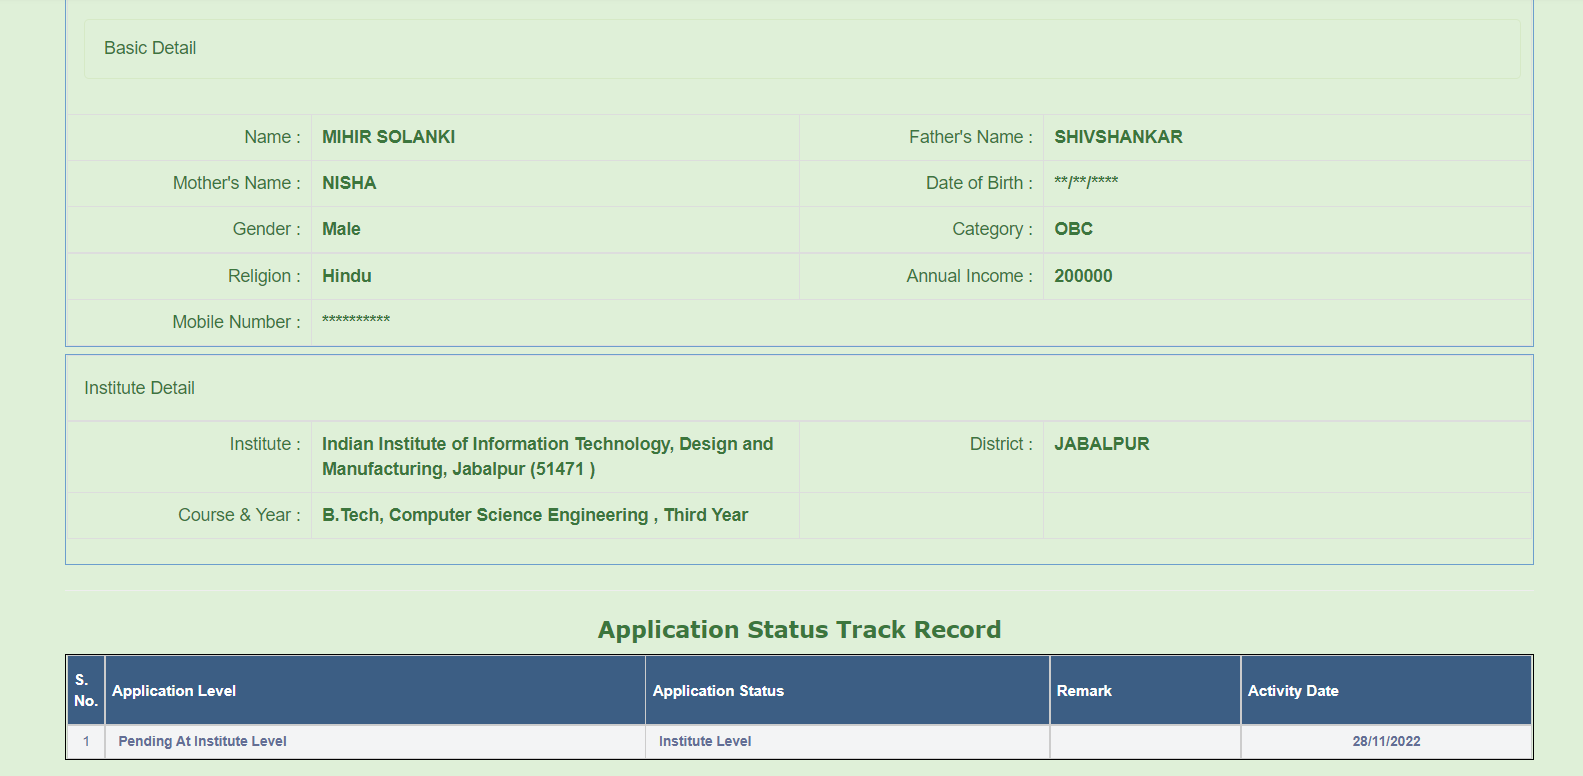 Basic Detail
Name : MIHIR SOLANKI Father's Name : SHIVSHANKAR
Mother's Name : NISHA Date of Birth : **/**/****
Gender : Male Category : OBC
Religion : Hindu Annual Income : 200000
Mobile Number : **********
Institute Detail
Institute : Indian Institute of Information Technology, Design and District : JABALPUR
Manufacturing, Jabalpur (51471 )
Course & Year : B.Tech, Computer Science Engineering , Third Year
Application Status Track Record
S. No. Application Level Application Status Remark Activity Date
1 Pending At Institute Level Institute Level 28/11/2022